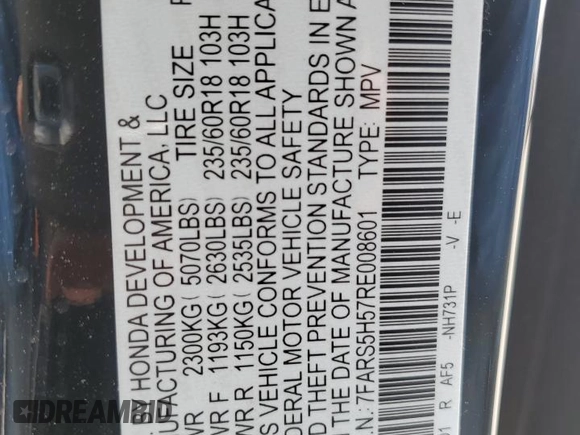 HONDA DEVELOPMENT &
UFACTURING OF AMERICA, LLC
TIRE SIZE
WR 2300KG( 5070LBS)
WR F 1193KG( 2630LBS) 235/60R18 103H
WR R 1150KG( 2535LBS) 235/60R18 103H
S VEHICLE CONFORMS TO ALL APPLICA
DERAL MOTOR VEHICLE SAFETY
D THEFT PREVENTION STANDARDS IN E
THE DATE OF MANUFACTURE SHOWN A
.N.: 7FARS5H57RE008601 TYPE: MPV
1 R AF5 -NH731P -V -E
DREAMBID